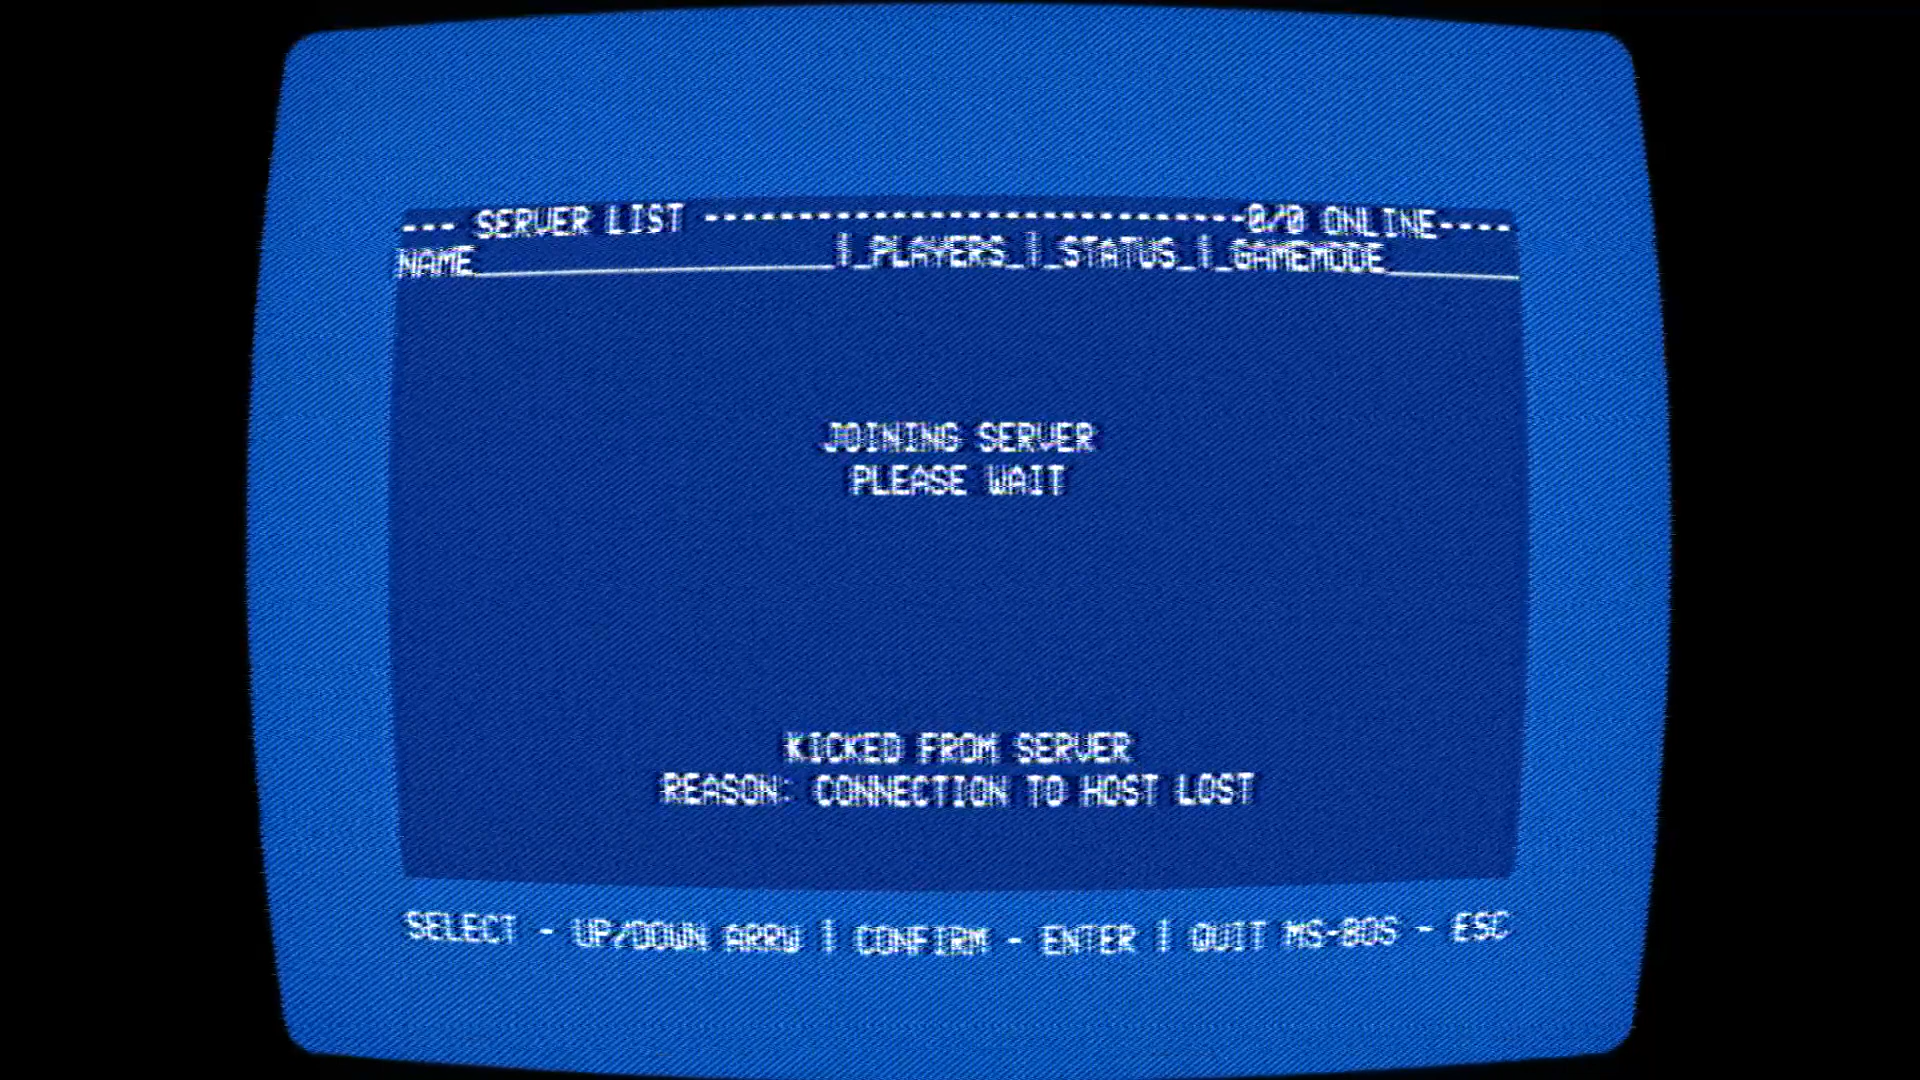 --- SERVER LIST -----------------------------0/0 ONLINE----
NAME___________________|_PLAYERS_|_STATUS_|_GAMEMODE_______
JOINING SERVER
PLEASE WAIT
KICKED FROM SERVER
REASON: CONNECTION TO HOST LOST
SELECT - UP/DOWN ARRW | CONFIRM - ENTER | QUIT MS-BOS - ESC